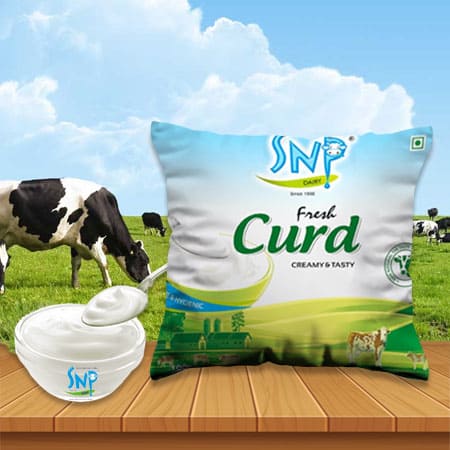 SNP
DAIRY
Since 1998
Fresh
Curd
CREAMY & TASTY
HYGIENIC
SNP